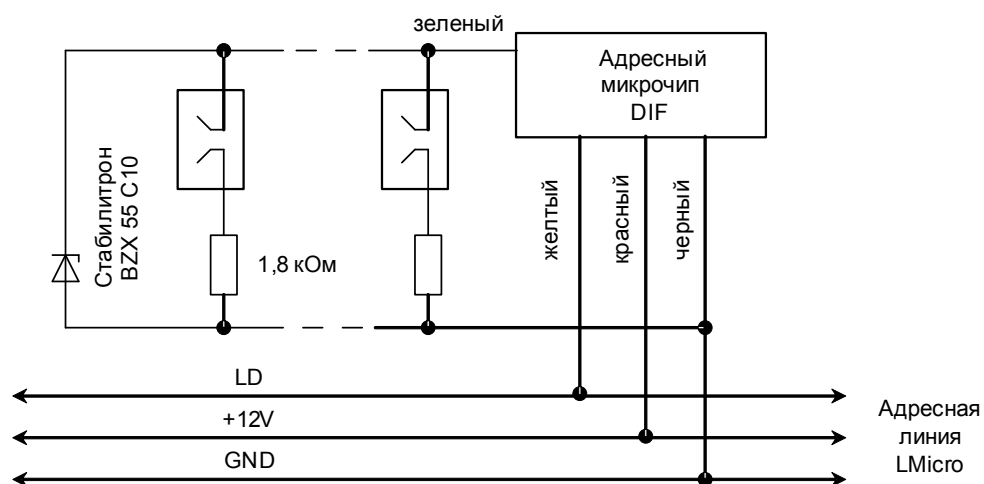 зеленый
Адресный
микрочип
DIF
Стабилитрон
BZX 55 C10
1,8 кОм
желтый
красный
черный
LD
+12V
GND
Адресная
линия
LMicro